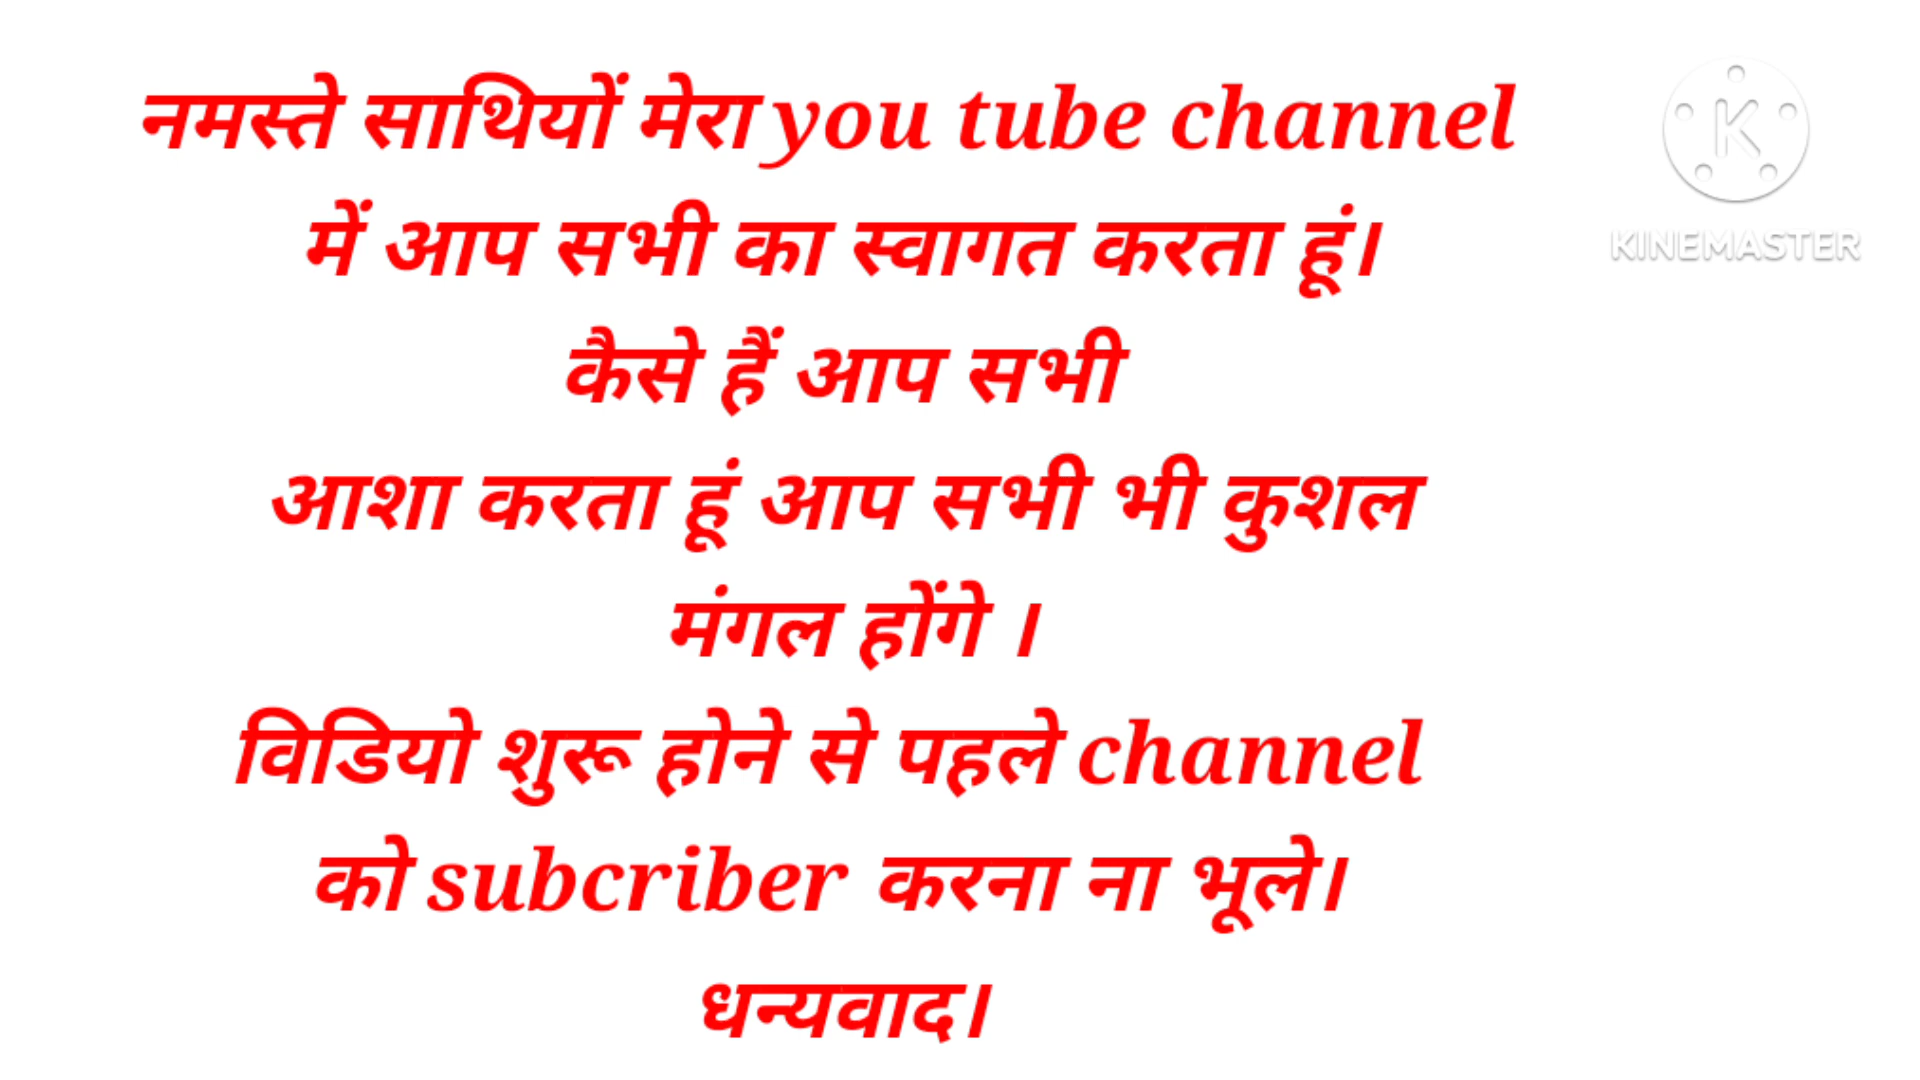 नमस्ते साथियों मेरा you tube channel
में आप सभी का स्वागत करता हूं।
कैसे हैं आप सभी
आशा करता हूं आप सभी भी कुशल
मंगल होंगे ।
विडियो शुरू होने से पहले channel
को subcriber करना ना भूले।
धन्यवाद।
K
KINEMASTER